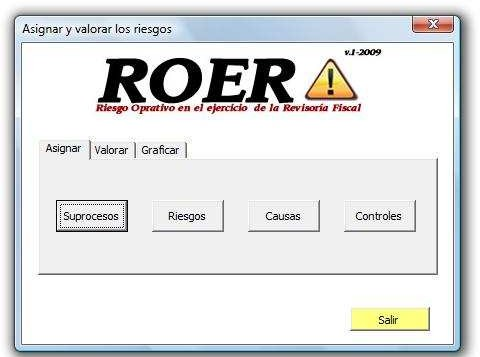 Asignar y valorar los riesgos
v.1-2009
ROER
Riesgo Oprativo en el ejercicio de la Revisoría Fiscal
Asignar Valorar Graficar
Suprocesos Riesgos Causas Controles
Salir